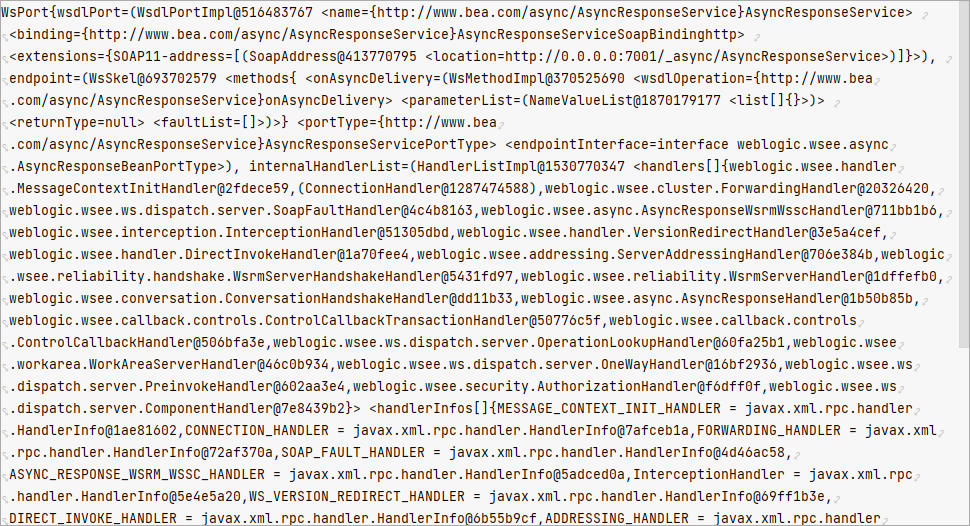 WsPort{wsdlPort=(WsdlPortImpl@516483767 <name={http://www.bea.com/async/AsyncResponseService}AsyncResponseService>
<binding={http://www.bea.com/async/AsyncResponseService}AsyncResponseServiceSoapBindinghttp>
<extensions={SOAP11-address=[(SoapAddress@413770795 <location=http://0.0.0.0:7001/_async/AsyncResponseService>)]}>),
endpoint=(WsSkel@693702579 <methods{ <onAsyncDelivery=(WsMethodImpl@370525690 <wsdlOperation={http://www.bea
.com/async/AsyncResponseService}onAsyncDelivery> <parameterList=(NameValueList@1870179177 <list[]{}>)>
<returnType=null> <faultList=[]>)>} <portType={http://www.bea
.com/async/AsyncResponseService}AsyncResponseServicePortType> <endpointInterface=interface weblogic.wsee.async
.AsyncResponseBeanPortType>), internalHandlerList=(HandlerListImpl@1530770347 <handlers[]{weblogic.wsee.handler
.MessageContextInitHandler@2fdece59,(ConnectionHandler@1287474588),weblogic.wsee.cluster.ForwardingHandler@20326420,
weblogic.wsee.ws.dispatch.server.SoapFaultHandler@4c4b8163,weblogic.wsee.async.AsyncResponseWsrmWsscHandler@711bb1b6,
weblogic.wsee.interception.InterceptionHandler@51305dbd,weblogic.wsee.handler.VersionRedirectHandler@3e5a4cef,
weblogic.wsee.handler.DirectInvokeHandler@1a70fee4,weblogic.wsee.addressing.ServerAddressingHandler@706e384b,weblogic
.wsee.reliability.handshake.WsrmServerHandshakeHandler@5431fd97,weblogic.wsee.reliability.WsrmServerHandler@1dffefb0,
weblogic.wsee.conversation.ConversationHandshakeHandler@dd11b33,weblogic.wsee.async.AsyncResponseHandler@1b50b85b,
weblogic.wsee.callback.controls.ControlCallbackTransactionHandler@50776c5f,weblogic.wsee.callback.controls
.ControlCallbackHandler@506bfa3e,weblogic.wsee.ws.dispatch.server.OperationLookupHandler@60fa25b1,weblogic.wsee
.workarea.WorkAreaServerHandler@46c0b934,weblogic.wsee.ws.dispatch.server.OneWayHandler@16bf2936,weblogic.wsee.ws
.dispatch.server.PreinvokeHandler@602aa3e4,weblogic.wsee.security.AuthorizationHandler@f6dff0f,weblogic.wsee.ws
.dispatch.server.ComponentHandler@7e8439b2}> <handlerInfos[]{MESSAGE_CONTEXT_INIT_HANDLER = javax.xml.rpc.handler
.HandlerInfo@1ae81602,CONNECTION_HANDLER = javax.xml.rpc.handler.HandlerInfo@7afceb1a,FORWARDING_HANDLER = javax.xml
.rpc.handler.HandlerInfo@72af370a,SOAP_FAULT_HANDLER = javax.xml.rpc.handler.HandlerInfo@4d46ac58,
ASYNC_RESPONSE_WSRM_WSSC_HANDLER = javax.xml.rpc.handler.HandlerInfo@5adced0a,InterceptionHandler = javax.xml.rpc
.handler.HandlerInfo@5e4e5a20,WS_VERSION_REDIRECT_HANDLER = javax.xml.rpc.handler.HandlerInfo@69ff1b3e,
DIRECT_INVOKE_HANDLER = javax.xml.rpc.handler.HandlerInfo@6b55b9cf,ADDRESSING_HANDLER = javax.xml.rpc.handler